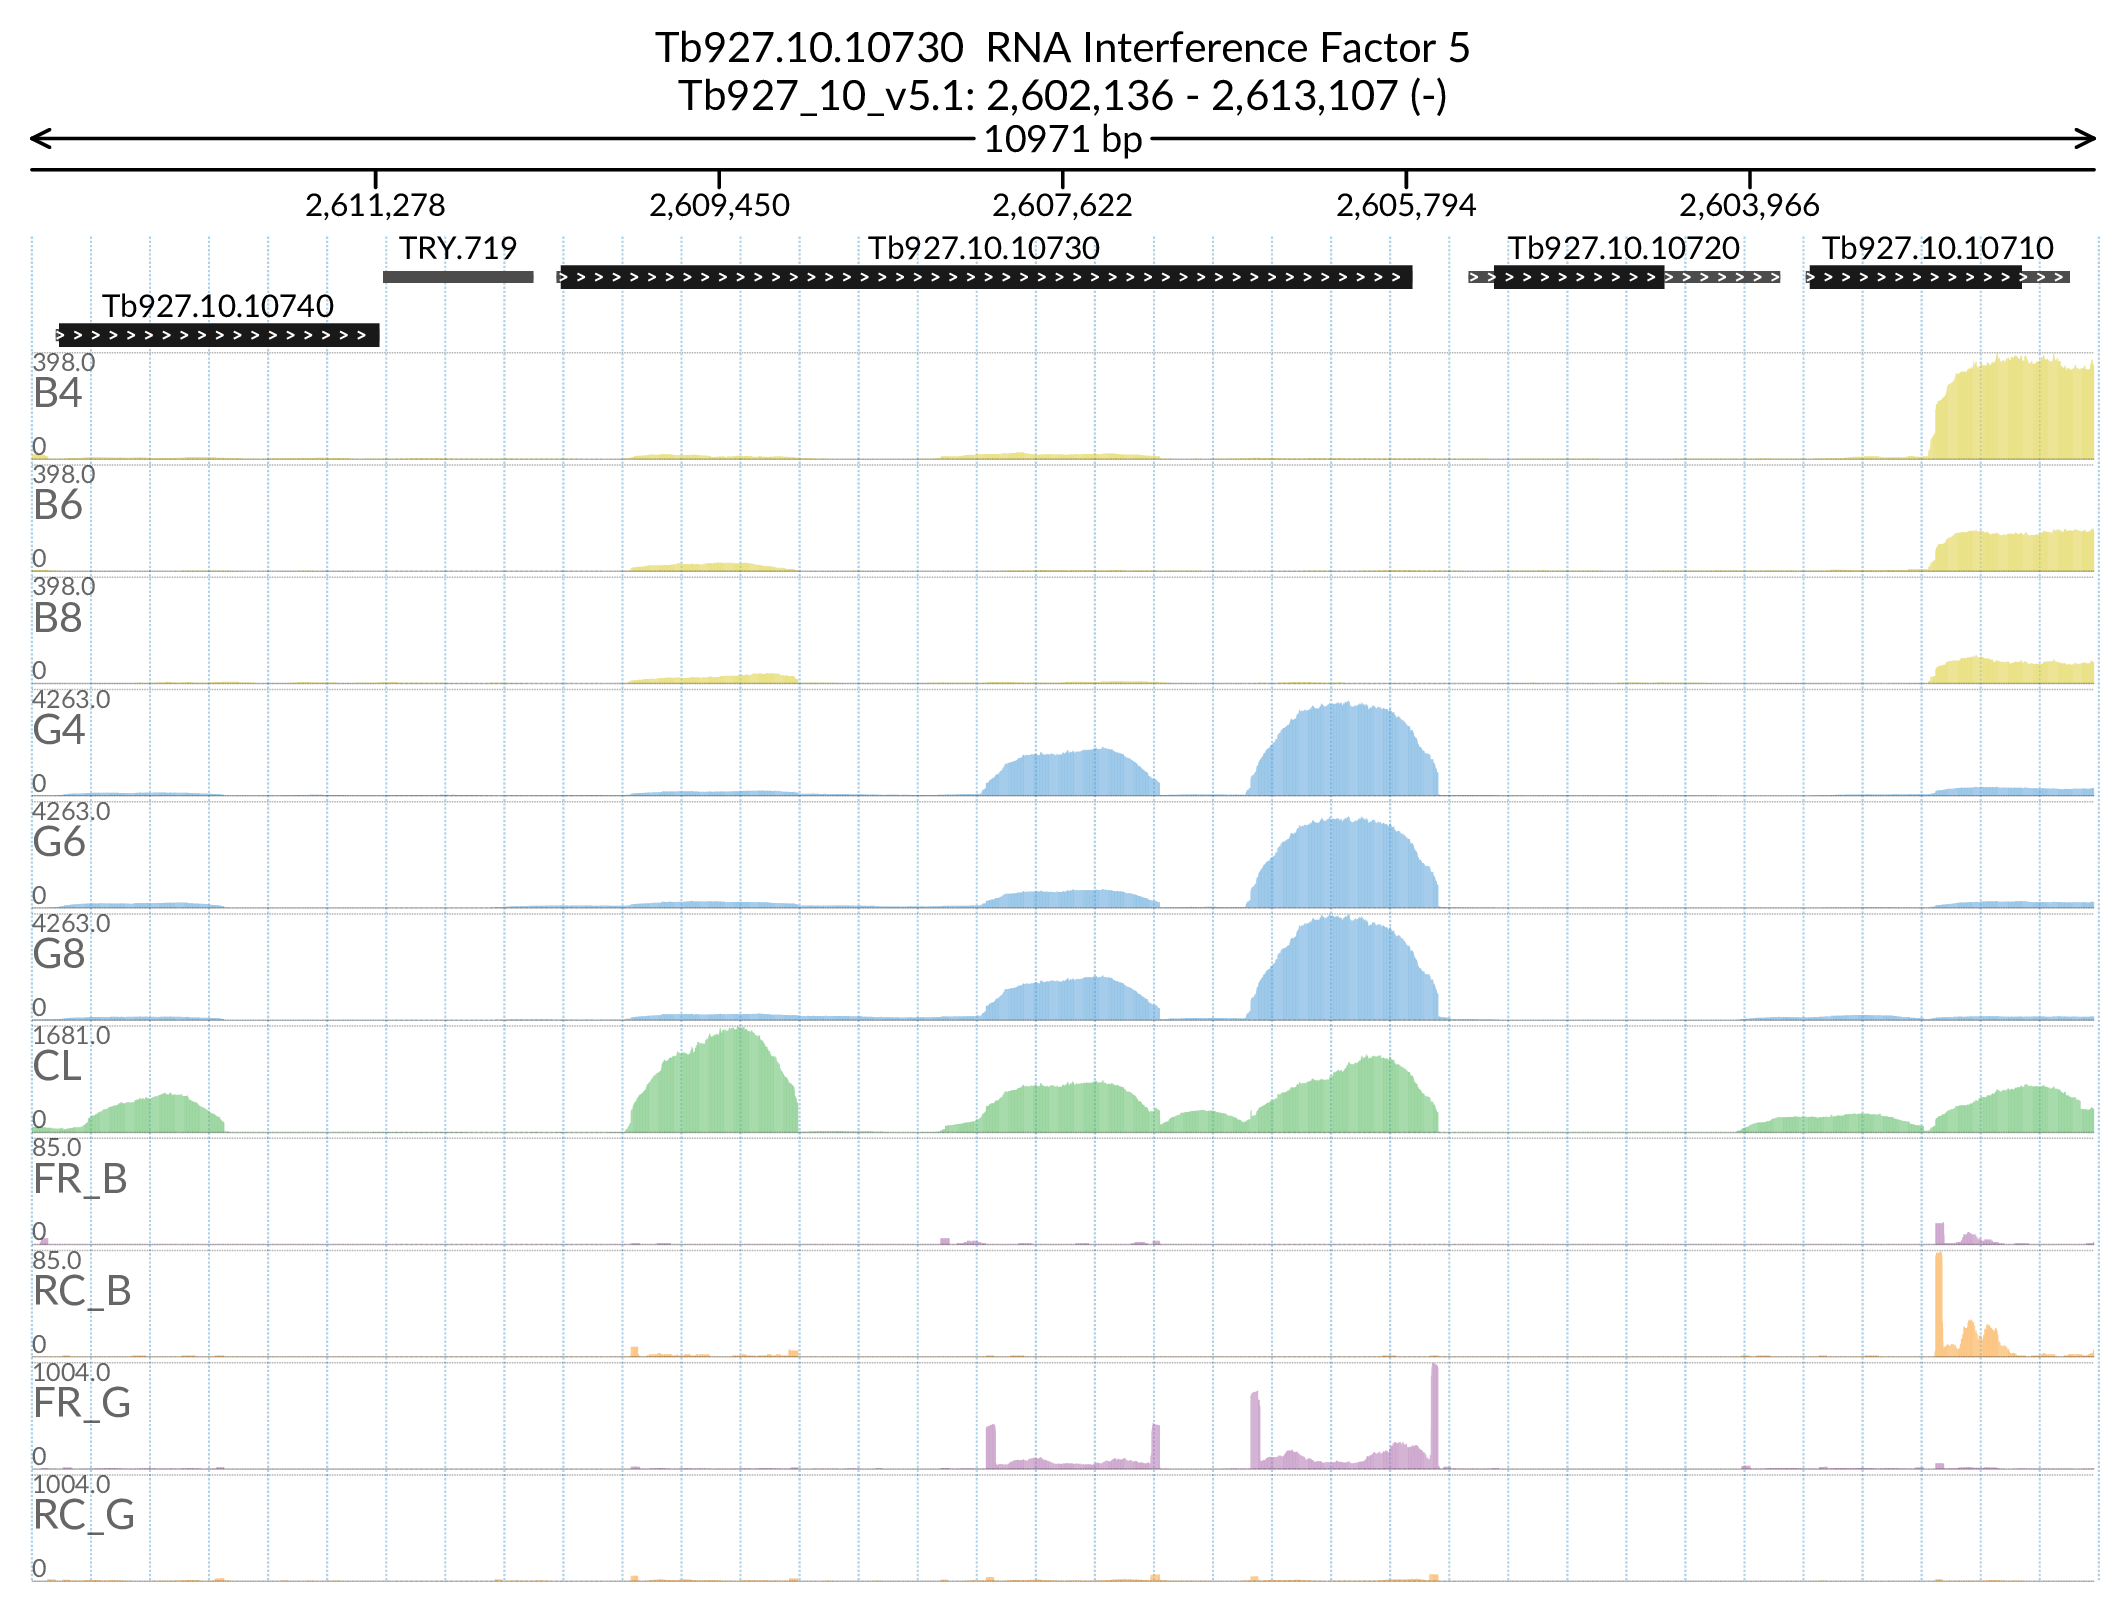 Tb927.10.10730  RNA Interference Factor 5
Tb927_10_v5.1: 2,602,136 - 2,613,107 (-)
10971 bp
2,611,278 2,609,450 2,607,622 2,605,794 2,603,966
TRY.719 Tb927.10.10730 Tb927.10.10720 Tb927.10.10710
Tb927.10.10740
398.0
B4
0
398.0
B6
0
398.0
B8
0
4263.0
G4
0
4263.0
G6
0
4263.0
G8
0
1681.0
CL
0
85.0
FR_B
0
85.0
RC_B
0
1004.0
FR_G
0
1004.0
RC_G
0